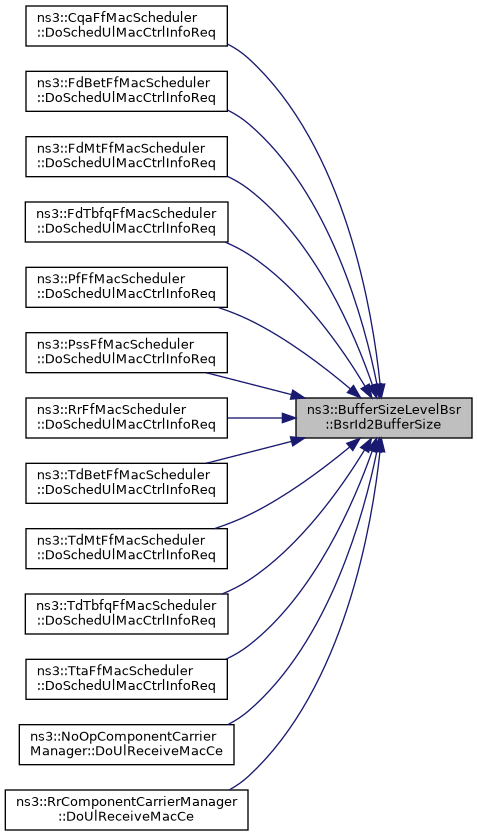 ns3::CqaFfMacScheduler
::DoSchedUlMacCtrlInfoReq
ns3::FdBetFfMacScheduler
::DoSchedUlMacCtrlInfoReq
ns3::FdMtFfMacScheduler
::DoSchedUlMacCtrlInfoReq
ns3::FdTbfqFfMacScheduler
::DoSchedUlMacCtrlInfoReq
ns3::PfFfMacScheduler
::DoSchedUlMacCtrlInfoReq
ns3::PssFfMacScheduler
::DoSchedUlMacCtrlInfoReq
ns3::RrFfMacScheduler
::DoSchedUlMacCtrlInfoReq
ns3::BufferSizeLevelBsr
::BsrId2BufferSize
ns3::TdBetFfMacScheduler
::DoSchedUlMacCtrlInfoReq
ns3::TdMtFfMacScheduler
::DoSchedUlMacCtrlInfoReq
ns3::TdTbfqFfMacScheduler
::DoSchedUlMacCtrlInfoReq
ns3::TtaFfMacScheduler
::DoSchedUlMacCtrlInfoReq
ns3::NoOpComponentCarrier
Manager::DoUlReceiveMacCe
ns3::RrComponentCarrierManager
::DoUlReceiveMacCe